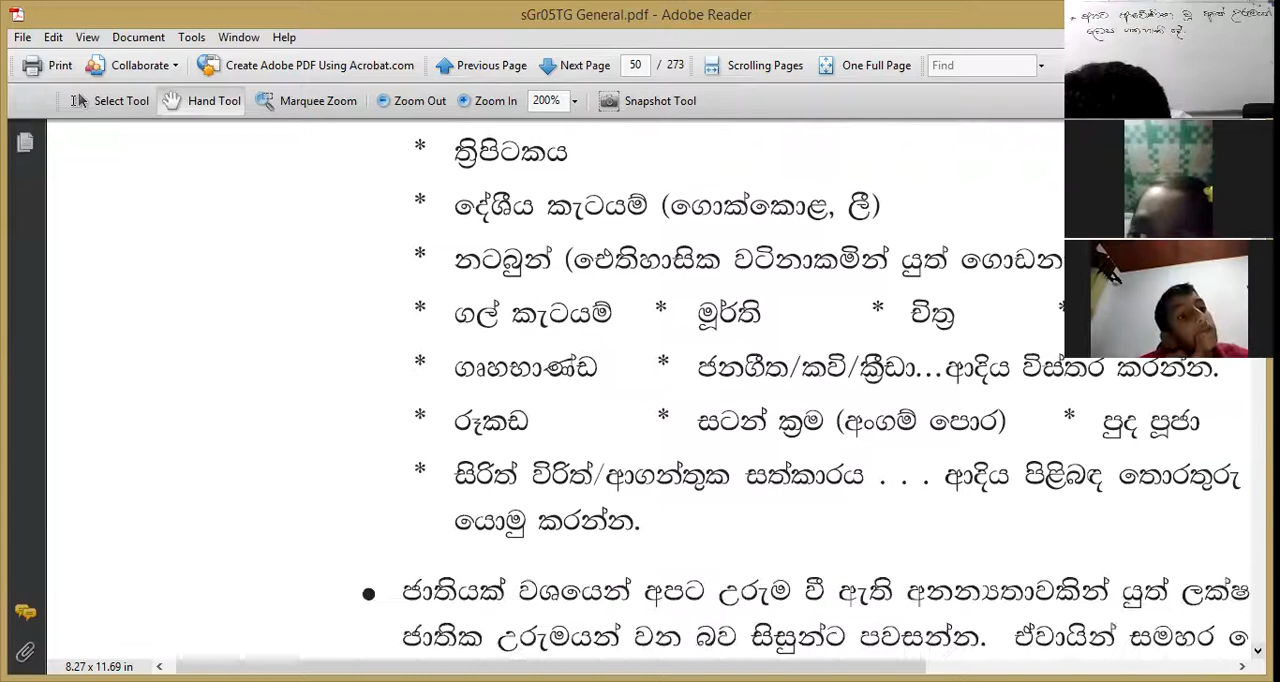 sGr05TG General.pdf - Adobe Reader
File Edit View Document Tools Window Help
Print Collaborate Create Adobe PDF Using Acrobat.com Previous Page Next Page 50 / 273 Scrolling Pages One Full Page Find
Select Tool Hand Tool Marquee Zoom Zoom Out Zoom In 200% Snapshot Tool
* ත්‍රිපිටකය
* දේශීය කැටයම් (ගොක්කොළ, ලී)
* නටබුන් (ඓතිහාසික වටිනාකමින් යුත් ගොඩන
* ගල් කැටයම් * මූර්ති * චිත්‍ර *
* ගෘහභාණ්ඩ * ජනගීත/කවි/ක්‍රීඩා...ආදිය විස්තර කරන්න.
* රූකඩ * සටන් ක්‍රම (අංගම් පොර) * පුද පූජා
* සිරිත් විරිත්/ආගන්තුක සත්කාරය . . . ආදිය පිළිබඳ තොරතුරු
යොමු කරන්න.
● ජාතියක් වශයෙන් අපට උරුම වී ඇති අනන්‍යතාවකින් යුත් ලක්ෂ
ජාතික උරුමයන් වන බව සිසුන්ට පවසන්න. ඒවායින් සමහර
8.27 x 11.69 in